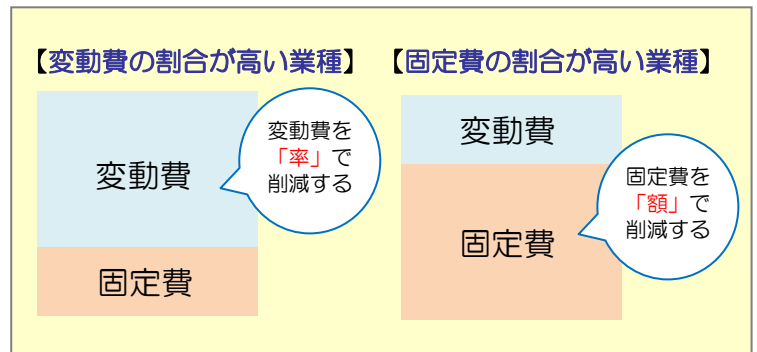 【変動費の割合が高い業種】
変動費
変動費を
「率」で
削減する
固定費
【固定費の割合が高い業種】
変動費
固定費
固定費を
「額」で
削減する